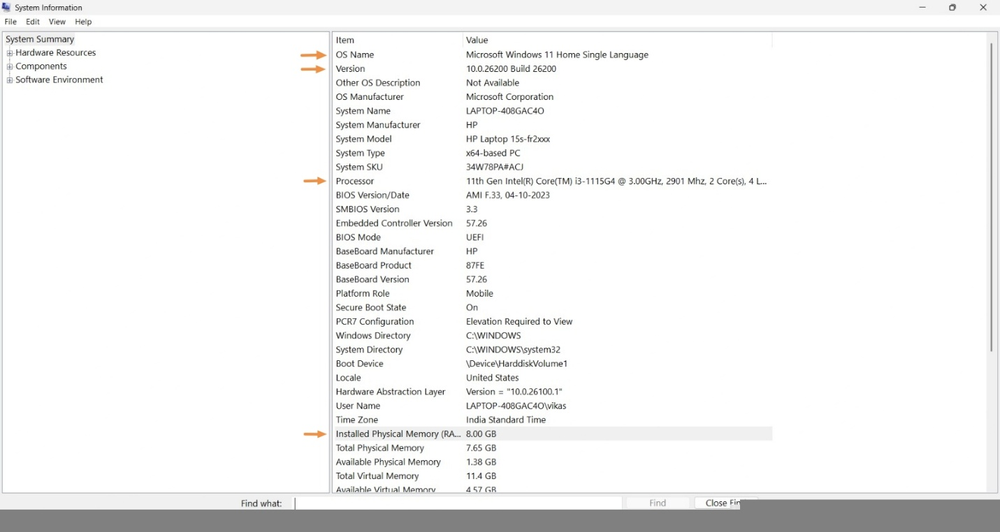 System Information
File Edit View Help
System Summary
Hardware Resources
Components
Software Environment
Item Value
OS Name Microsoft Windows 11 Home Single Language
Version 10.0.26200 Build 26200
Other OS Description Not Available
OS Manufacturer Microsoft Corporation
System Name LAPTOP-408GAC4O
System Manufacturer HP
System Model HP Laptop 15s-fr2xxx
System Type x64-based PC
System SKU 34W78PA#ACJ
Processor 11th Gen Intel(R) Core(TM) i3-1115G4 @ 3.00GHz, 2901 Mhz, 2 Core(s), 4 L...
BIOS Version/Date AMI F.33, 04-10-2023
SMBIOS Version 3.3
Embedded Controller Version 57.26
BIOS Mode UEFI
BaseBoard Manufacturer HP
BaseBoard Product 87FE
BaseBoard Version 57.26
Platform Role Mobile
Secure Boot State On
PCR7 Configuration Elevation Required to View
Windows Directory C:\WINDOWS
System Directory C:\WINDOWS\system32
Boot Device \Device\HarddiskVolume1
Locale United States
Hardware Abstraction Layer Version = "10.0.26100.1"
User Name LAPTOP-408GAC4O\vikas
Time Zone India Standard Time
Installed Physical Memory (RA... 8.00 GB
Total Physical Memory 7.65 GB
Available Physical Memory 1.38 GB
Total Virtual Memory 11.4 GB
Available Virtual Memory 4.57 GB
Find what: Find Close